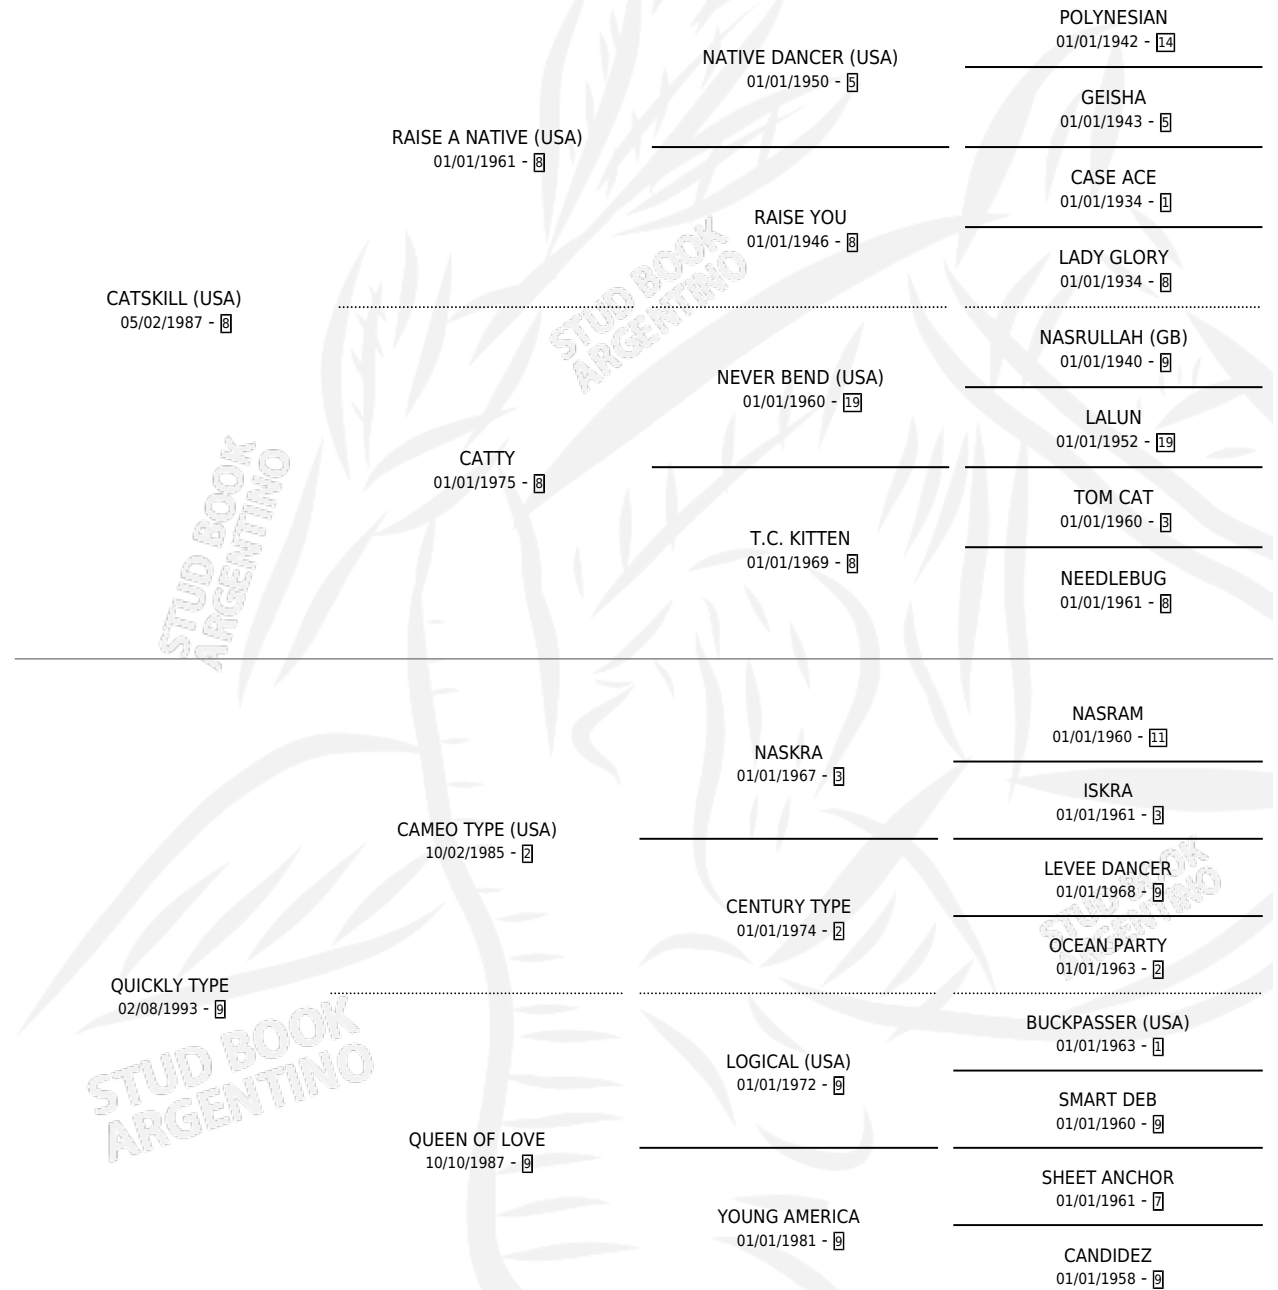 POLYNESIAN
01/01/1942 - 14
NATIVE DANCER (USA)
01/01/1950 - 5
GEISHA
01/01/1943 - 5
RAISE A NATIVE (USA)
01/01/1961 - 8
CASE ACE
01/01/1934 - 1
RAISE YOU
01/01/1946 - 8
LADY GLORY
01/01/1934 - 8
CATSKILL (USA)
05/02/1987 - 8
STUD BOOK
ARGENTINO
NASRULLAH (GB)
01/01/1940 - 9
NEVER BEND (USA)
01/01/1960 - 19
LALUN
01/01/1952 - 19
CATTY
01/01/1975 - 8
TOM CAT
01/01/1960 - 3
T.C. KITTEN
01/01/1969 - 8
NEEDLEBUG
01/01/1961 - 8
STUD BOOK
ARGENTINO
NASRAM
01/01/1960 - 11
NASKRA
01/01/1967 - 3
ISKRA
01/01/1961 - 3
CAMEO TYPE (USA)
10/02/1985 - 2
LEVEE DANCER
01/01/1968 - 9
CENTURY TYPE
01/01/1974 - 2
OCEAN PARTY
01/01/1963 - 2
STUD BOOK
ARGENTINO
QUICKLY TYPE
02/08/1993 - 9
BUCKPASSER (USA)
01/01/1963 - 1
LOGICAL (USA)
01/01/1972 - 9
SMART DEB
01/01/1960 - 9
STUD BOOK
ARGENTINO
QUEEN OF LOVE
10/10/1987 - 9
SHEET ANCHOR
01/01/1961 - 7
YOUNG AMERICA
01/01/1981 - 9
CANDIDEZ
01/01/1958 - 9